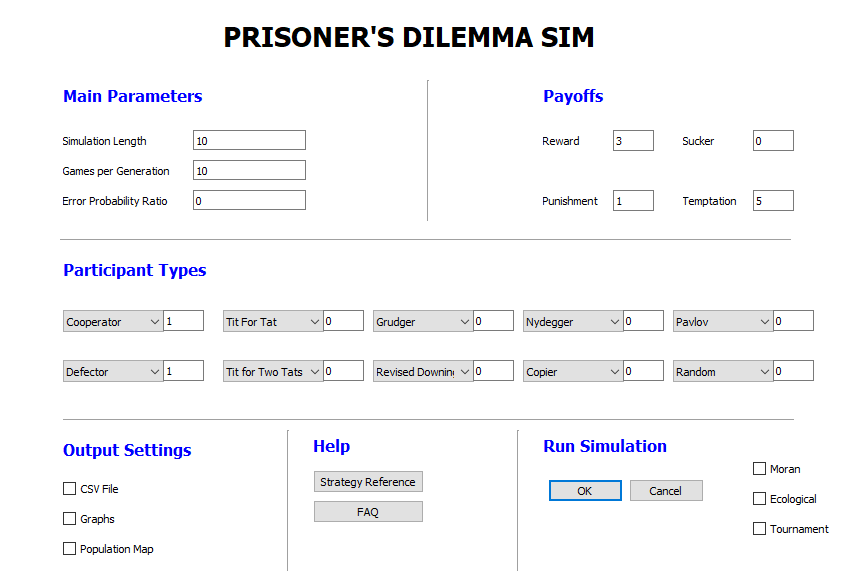 PRISONER'S DILEMMA SIM
Main Parameters
Simulation Length 10
Games per Generation 10
Error Probability Ratio 0
Payoffs
Reward 3 Sucker 0
Punishment 1 Temptation 5
Participant Types
Cooperator 1 Tit For Tat 0 Grudger 0 Nydegger 0 Pavlov 0
Defector 1 Tit for Two Tats 0 Revised Downing 0 Copier 0 Random 0
Output Settings
CSV File
Graphs
Population Map
Help
Strategy Reference
FAQ
Run Simulation
OK Cancel
Moran
Ecological
Tournament